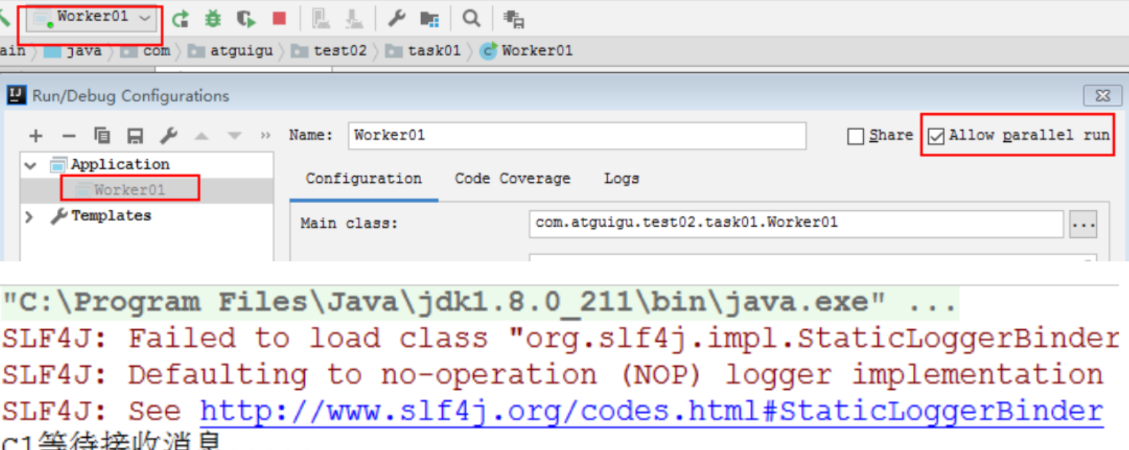 Worker01
ain java com atguigu test02 task01 Worker01
Run/Debug Configurations
Name: Worker01 Share Allow parallel run
Application
Worker01
Templates
Configuration Code Coverage Logs
Main class: com.atguigu.test02.task01.Worker01 ...
"C:\Program Files\Java\jdk1.8.0_211\bin\java.exe" ...
SLF4J: Failed to load class "org.slf4j.impl.StaticLoggerBinder
SLF4J: Defaulting to no-operation (NOP) logger implementation
SLF4J: See http://www.slf4j.org/codes.html#StaticLoggerBinder
C1等待接收消息